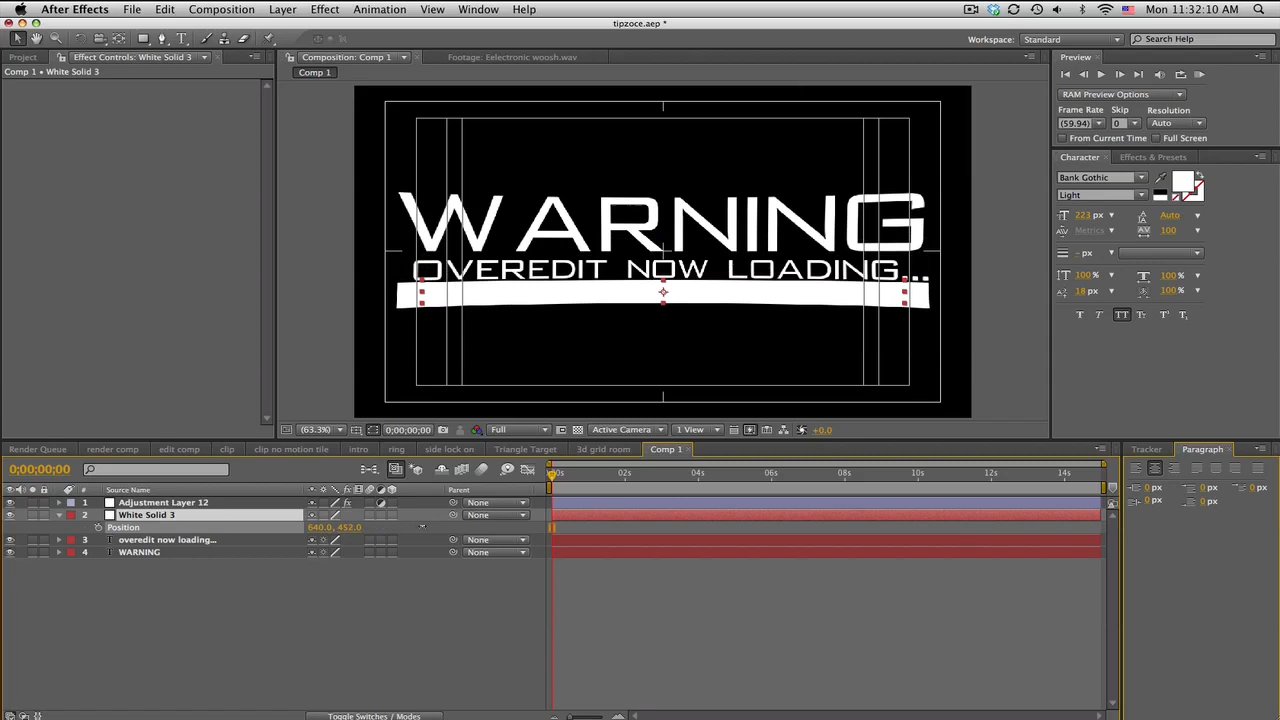 After Effects File Edit Composition Layer Effect Animation View Window Help Mon 11:32:10 AM
tipzoce.aep *
Workspace: Standard Search Help
Project Effect Controls: White Solid 3 Composition: Comp 1 Footage: Eelectronic woosh.wav Preview
Comp 1 • White Solid 3 Comp 1
RAM Preview Options
Frame Rate Skip Resolution
(59.94) 0 Auto
From Current Time Full Screen
Character Effects & Presets
Bank Gothic
Light
223 px Auto
Metrics 100
- px
100 % 100 %
18 px 100 %
T T TT Tr T¹ T₁
WARNING
OVEREDIT NOW LOADING...
(63.3%) 0;00;00;00 Full Active Camera 1 View +0.0
Render Queue render comp edit comp clip clip no motion tile intro ring side lock on Triangle Target 3d grid room Comp 1 Tracker Paragraph
0;00;00;00 00s 02s 04s 06s 08s 10s 12s 14s
# Source Name Parent
1 Adjustment Layer 12 None
2 White Solid 3 None
Position 640.0, 452.0
3 overedit now loading... None
4 WARNING None
0 px 0 px 0 px
0 px 0 px
Toggle Switches / Modes